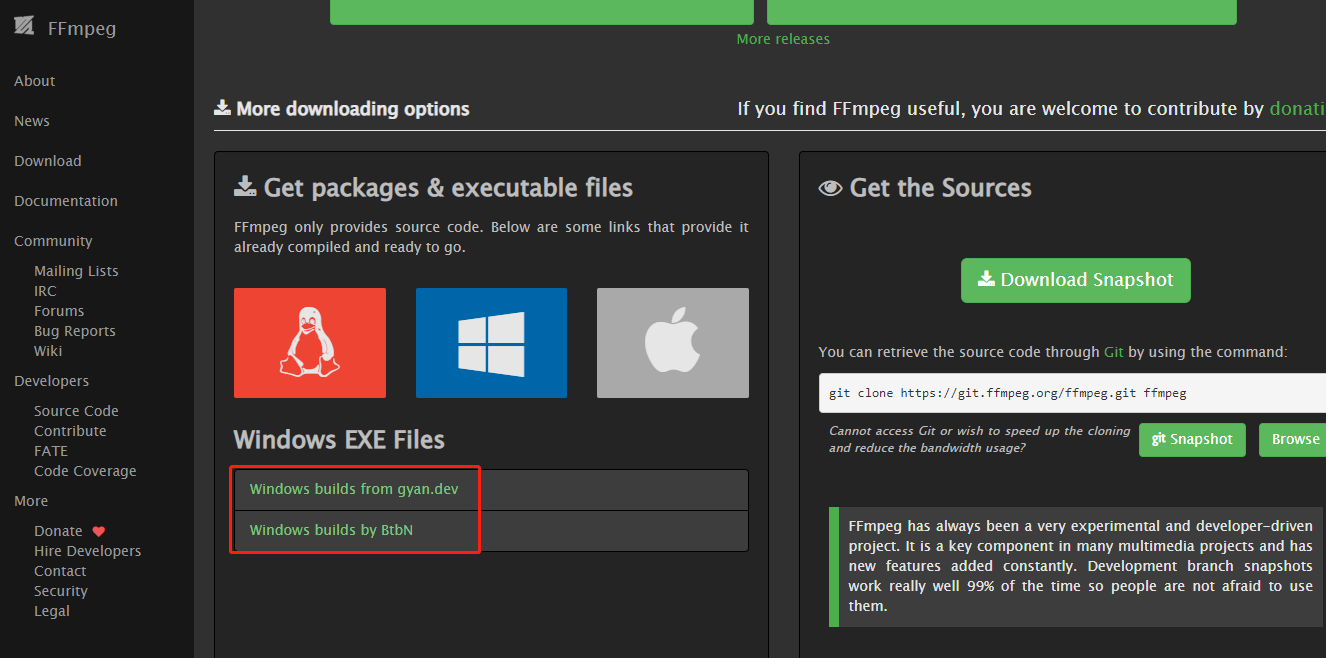 FFmpeg
About
News
Download
Documentation
Community
Mailing Lists
IRC
Forums
Bug Reports
Wiki
Developers
Source Code
Contribute
FATE
Code Coverage
More
Donate
Hire Developers
Contact
Security
Legal
More releases
More downloading options
If you find FFmpeg useful, you are welcome to contribute by donati
Get packages & executable files
FFmpeg only provides source code. Below are some links that provide it
already compiled and ready to go.
Windows EXE Files
Windows builds from gyan.dev
Windows builds by BtbN
Get the Sources
Download Snapshot
You can retrieve the source code through Git by using the command:
git clone https://git.ffmpeg.org/ffmpeg.git ffmpeg
Cannot access Git or wish to speed up the cloning
and reduce the bandwidth usage?
git Snapshot
Browse
FFmpeg has always been a very experimental and developer-driven
project. It is a key component in many multimedia projects and has
new features added constantly. Development branch snapshots
work really well 99% of the time so people are not afraid to use
them.